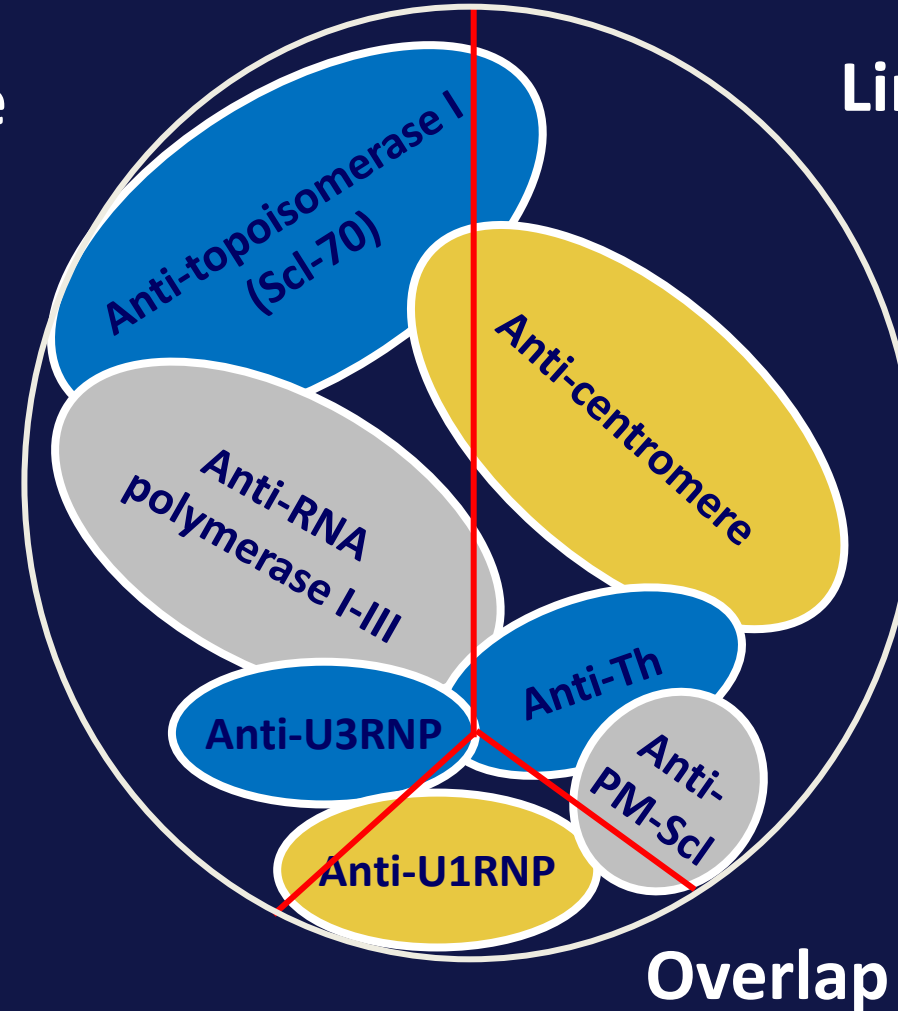 Anti-topoisomerase I
(Scl-70)
Anti-centromere
Anti-RNA
polymerase I-III
Anti-Th
Anti-U3RNP
Anti-
PM-Scl
Anti-U1RNP
Overlap